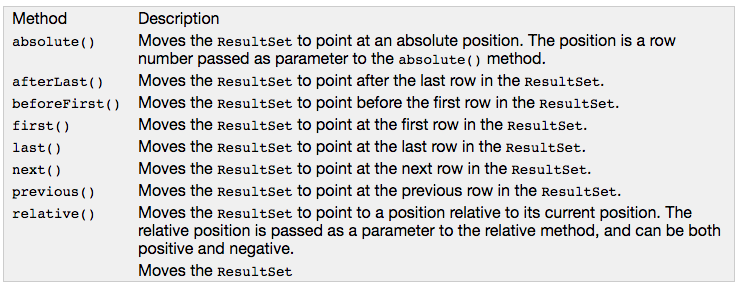 Method Description
absolute() Moves the ResultSet to point at an absolute position. The position is a row
number passed as parameter to the absolute() method.
afterLast() Moves the ResultSet to point after the last row in the ResultSet.
beforeFirst() Moves the ResultSet to point before the first row in the ResultSet.
first() Moves the ResultSet to point at the first row in the ResultSet.
last() Moves the ResultSet to point at the last row in the ResultSet.
next() Moves the ResultSet to point at the next row in the ResultSet.
previous() Moves the ResultSet to point at the previous row in the ResultSet.
relative() Moves the ResultSet to point to a position relative to its current position. The
relative position is passed as a parameter to the relative method, and can be both
positive and negative.
Moves the ResultSet